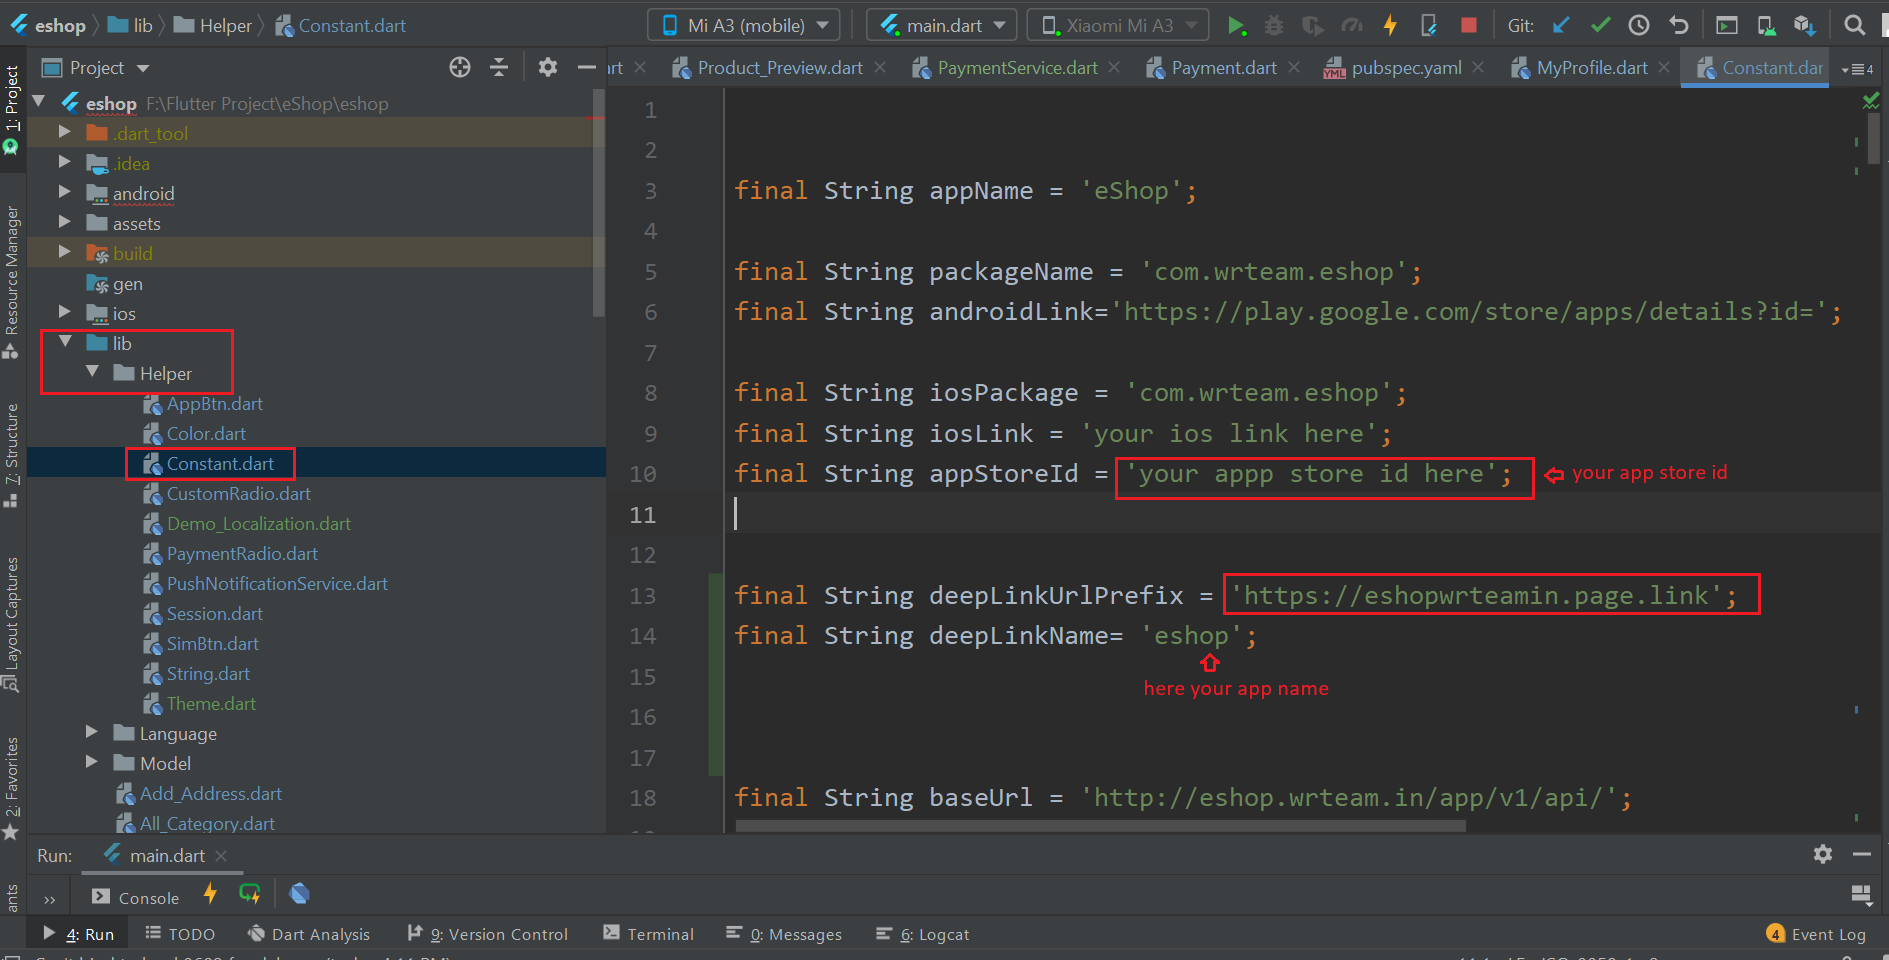 eshop lib Helper Constant.dart Mi A3 (mobile) main.dart Xiaomi Mi A3 Git:
Project
rt Product_Preview.dart PaymentService.dart Payment.dart pubspec.yaml MyProfile.dart Constant.dar 4
1: Project
Resource Manager
7: Structure
Layout Captures
2: Favorites
ants
eshop F:\Flutter Project\eShop\eshop
.dart_tool
.idea
android
assets
build
gen
ios
lib
Helper
AppBtn.dart
Color.dart
Constant.dart
CustomRadio.dart
Demo_Localization.dart
PaymentRadio.dart
PushNotificationService.dart
Session.dart
SimBtn.dart
String.dart
Theme.dart
Language
Model
Add_Address.dart
All_Category.dart
1
2
3 final String appName = 'eShop';
4
5 final String packageName = 'com.wrteam.eshop';
6 final String androidLink='https://play.google.com/store/apps/details?id=';
7
8 final String iosPackage = 'com.wrteam.eshop';
9 final String iosLink = 'your ios link here';
10 final String appStoreId = 'your appp store id here'; your app store id
11
12
13 final String deepLinkUrlPrefix = 'https://eshopwrteamin.page.link';
14 final String deepLinkName= 'eshop';
15
here your app name
16
17
18 final String baseUrl = 'http://eshop.wrteam.in/app/v1/api/';
Run: main.dart
Console
4: Run TODO Dart Analysis 9: Version Control Terminal 0: Messages 6: Logcat 4 Event Log